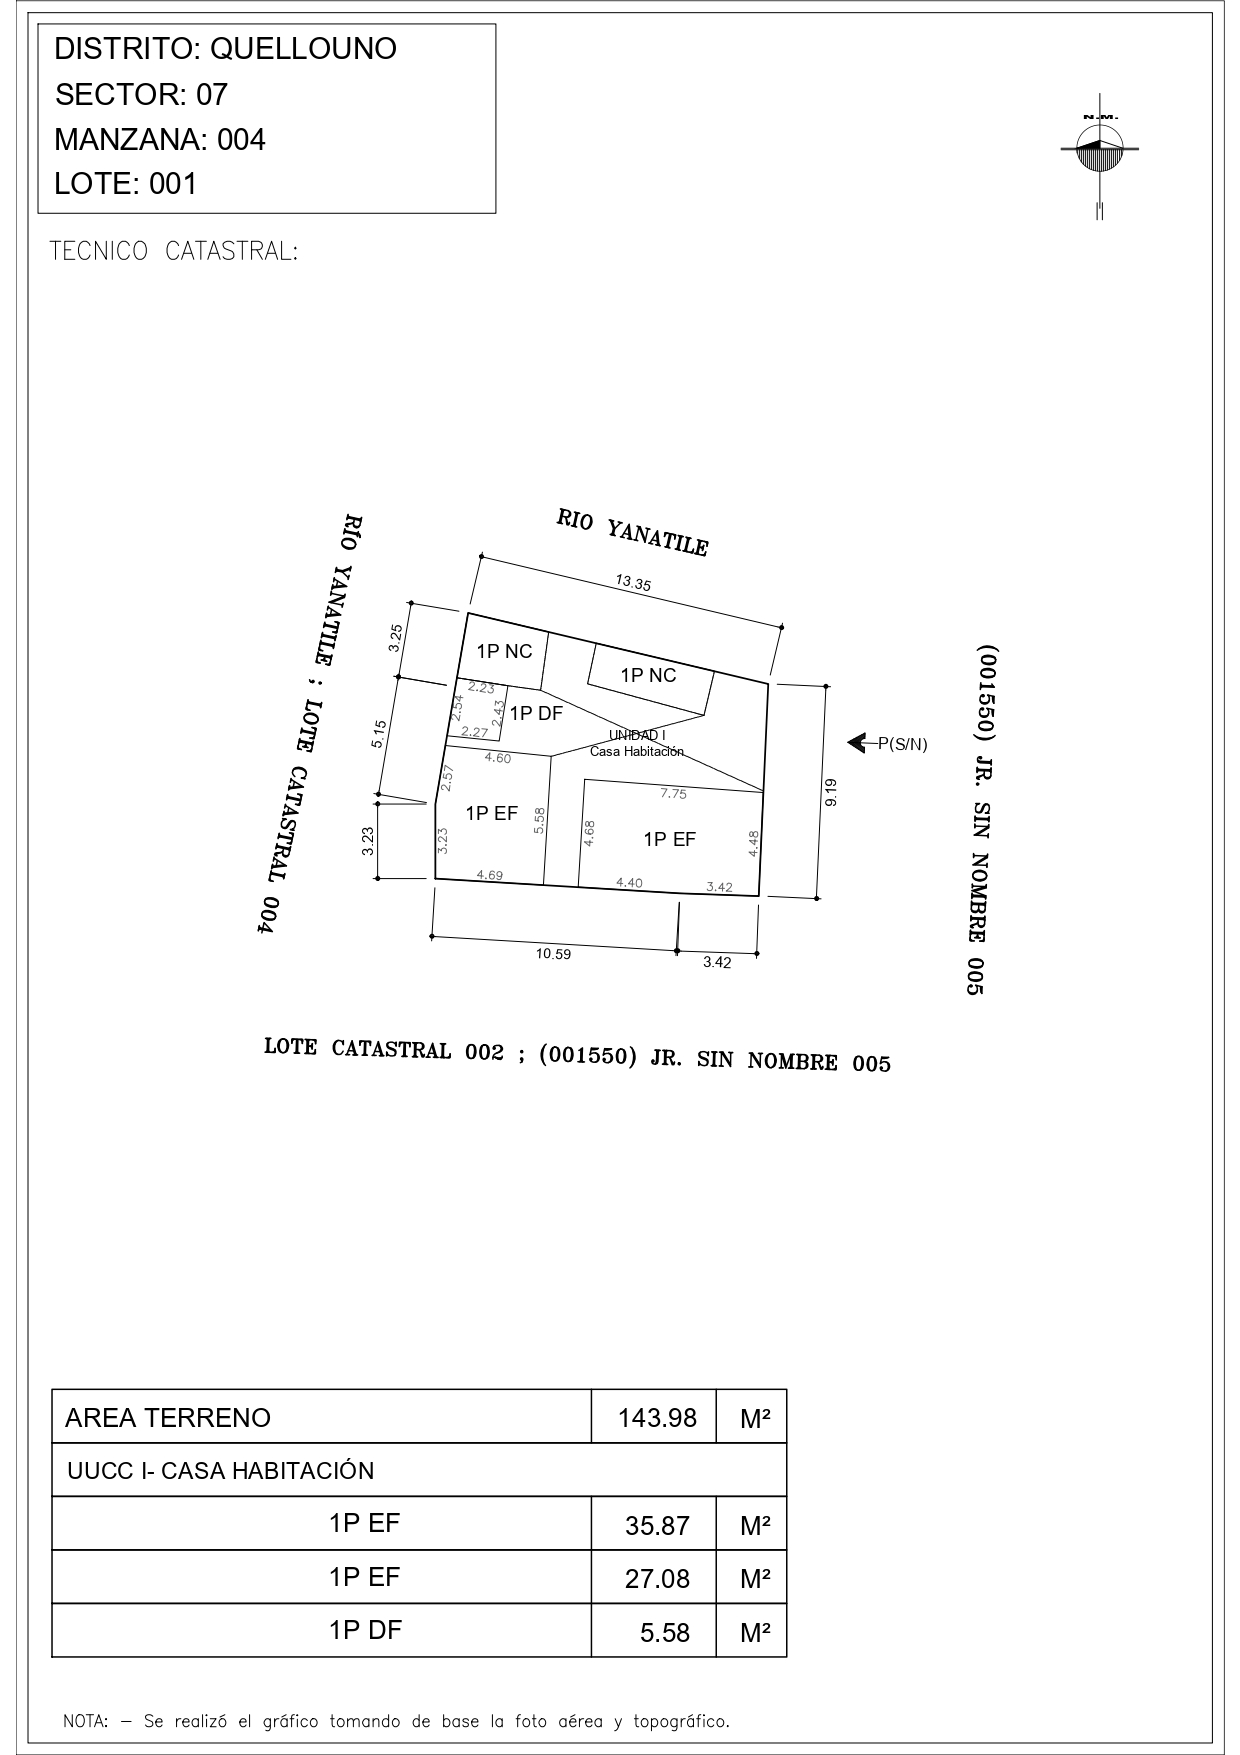 DISTRITO: QUELLOUNO
SECTOR: 07
MANZANA: 004
LOTE: 001
N.M.
TECNICO CATASTRAL:
RIO YANATILE
RÍO YANATILE ; LOTE CATASTRAL 004
13.35
3.25
1P NC
1P NC
2.23
2.54
2.43
1P DF
2.27
5.15
UNIDAD I
Casa Habitación
P(S/N)
4.60
2.57
7.75
9.19
1P EF
5.58
4.68
1P EF
4.48
3.23
3.23
4.69
4.40
3.42
10.59
3.42
(001550) JR. SIN NOMBRE 005
LOTE CATASTRAL 002 ; (001550) JR. SIN NOMBRE 005
AREA TERRENO 143.98 M²
UUCC I- CASA HABITACIÓN
1P EF 35.87 M²
1P EF 27.08 M²
1P DF 5.58 M²
NOTA: – Se realizó el gráfico tomando de base la foto aérea y topográfico.